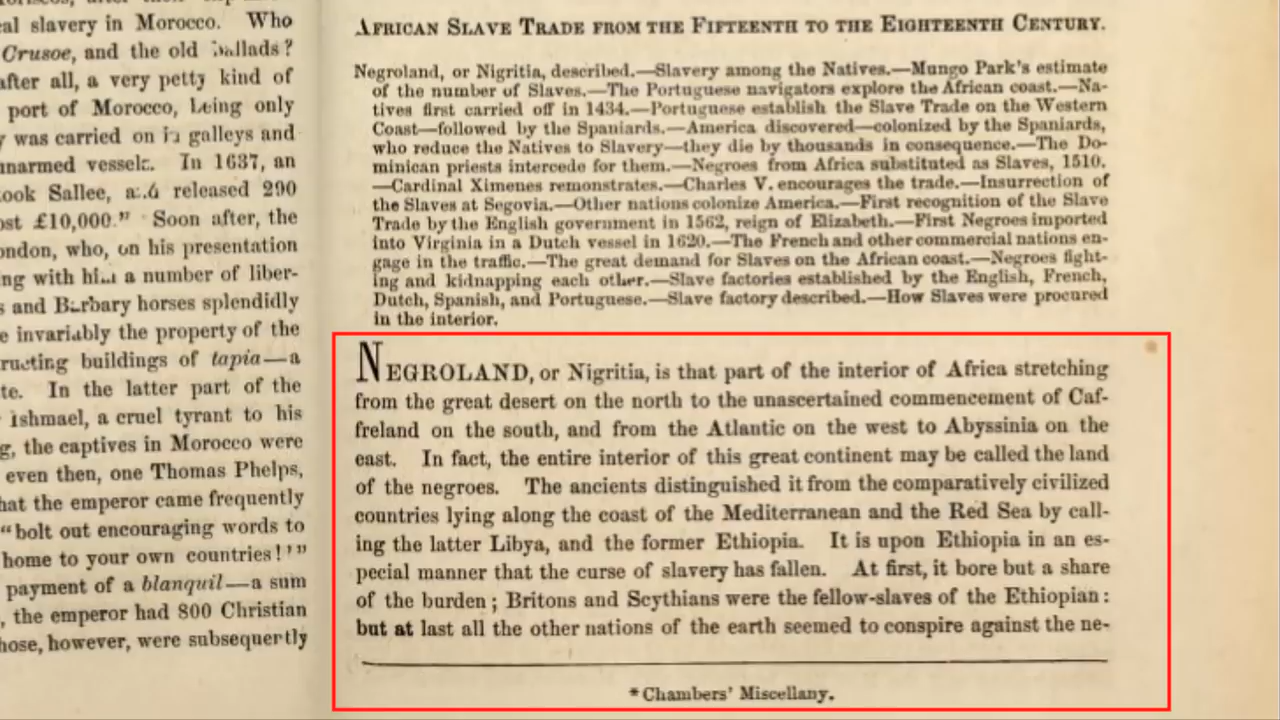 al slavery in Morocco. Who
Crusoe, and the old ballads?
after all, a very petty kind of
port of Morocco, being only
was carried on in galleys and
unarmed vessels. In 1637, an
ook Sallee, and released 290
ost £10,000." Soon after, the
ondon, who, on his presentation
ng with him a number of liber-
s and Barbary horses splendidly
e invariably the property of the
ructing buildings of tapia—a
te. In the latter part of the
Ishmael, a cruel tyrant to his
g, the captives in Morocco were
even then, one Thomas Phelps,
hat the emperor came frequently
"bolt out encouraging words to
home to your own countries!'"
payment of a blanquil—a sum
, the emperor had 800 Christian
hose, however, were subsequently
AFRICAN SLAVE TRADE FROM THE FIFTEENTH TO THE EIGHTEENTH CENTURY.
Negroland, or Nigritia, described.—Slavery among the Natives.—Mungo Park's estimate
of the number of Slaves.—The Portuguese navigators explore the African coast.—Na-
tives first carried off in 1434.—Portuguese establish the Slave Trade on the Western
Coast—followed by the Spaniards.—America discovered—colonized by the Spaniards,
who reduce the Natives to Slavery—they die by thousands in consequence.—The Do-
minican priests intercede for them.—Negroes from Africa substituted as Slaves, 1510.
—Cardinal Ximenes remonstrates.—Charles V. encourages the trade.—Insurrection of
the Slaves at Segovia.—Other nations colonize America.—First recognition of the Slave
Trade by the English government in 1562, reign of Elizabeth.—First Negroes imported
into Virginia in a Dutch vessel in 1620.—The French and other commercial nations en-
gage in the traffic.—The great demand for Slaves on the African coast.—Negroes fight-
ing and kidnapping each other.—Slave factories established by the English, French,
Dutch, Spanish, and Portuguese.—Slave factory described.—How Slaves were procured
in the interior.
NEGROLAND, or Nigritia, is that part of the interior of Africa stretching
from the great desert on the north to the unascertained commencement of Caf-
freland on the south, and from the Atlantic on the west to Abyssinia on the
east. In fact, the entire interior of this great continent may be called the land
of the negroes. The ancients distinguished it from the comparatively civilized
countries lying along the coast of the Mediterranean and the Red Sea by call-
ing the latter Libya, and the former Ethiopia. It is upon Ethiopia in an es-
pecial manner that the curse of slavery has fallen. At first, it bore but a share
of the burden; Britons and Scythians were the fellow-slaves of the Ethiopian:
but at last all the other nations of the earth seemed to conspire against the ne-
*Chambers' Miscellany.